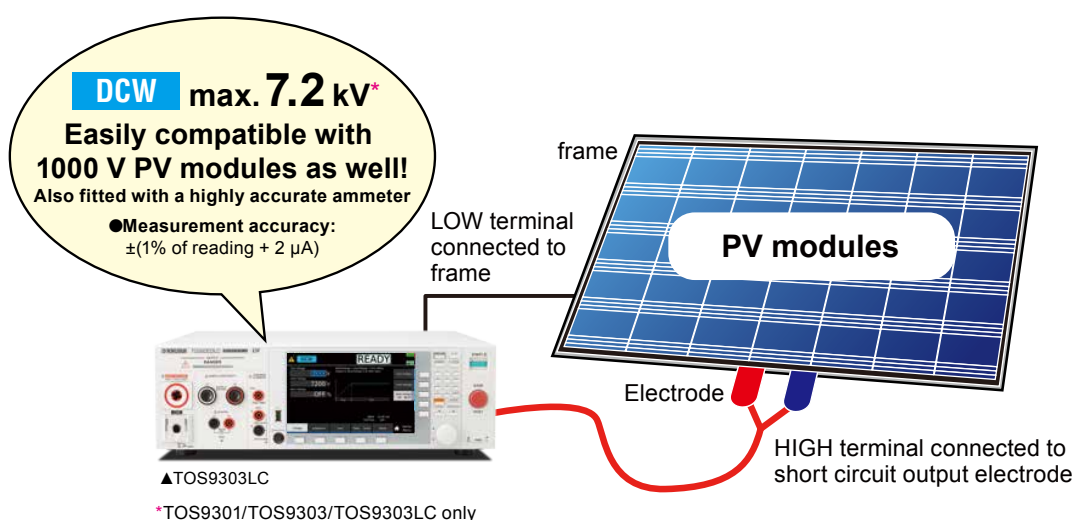 DCW max. 7.2 kV*
Easily compatible with
1000 V PV modules as well!
Also fitted with a highly accurate ammeter
●Measurement accuracy:
±(1% of reading + 2 µA)
frame
LOW terminal
connected to
frame
PV modules
READY
Electrode
HIGH terminal connected to
short circuit output electrode
▲TOS9303LC
*TOS9301/TOS9303/TOS9303LC only